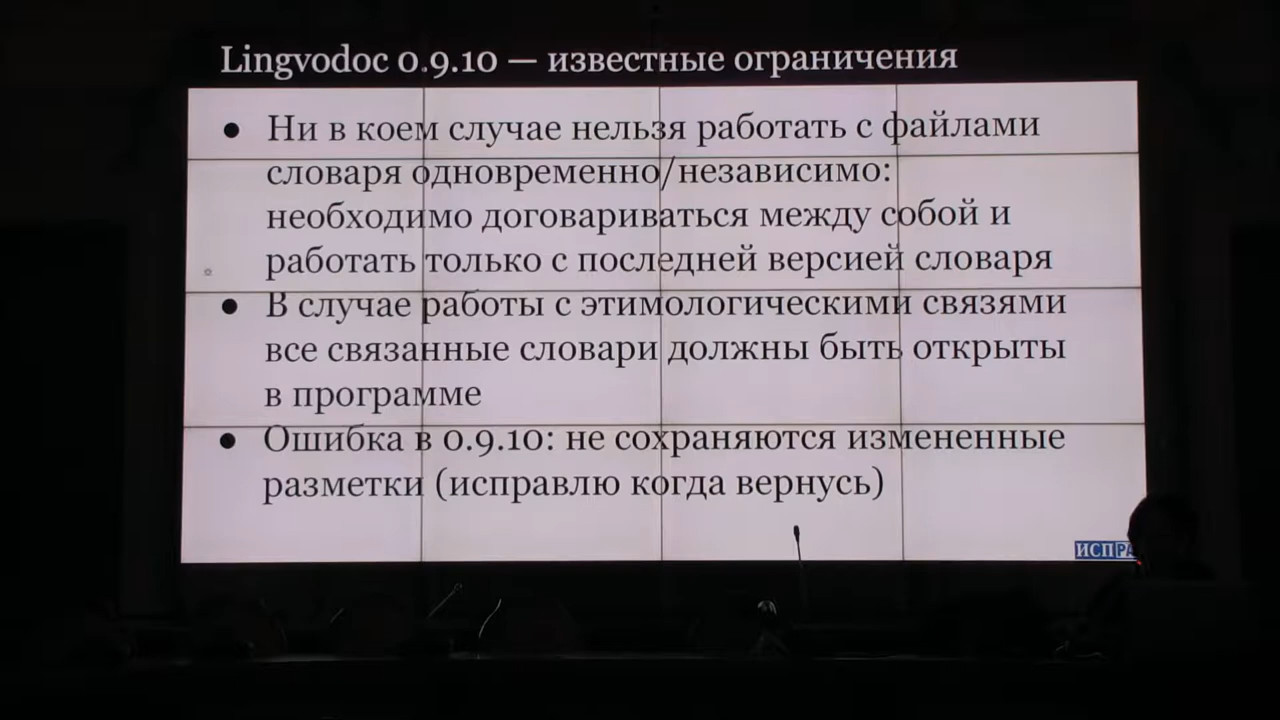 Lingvodoc 0.9.10 — известные ограничения
● Ни в коем случае нельзя работать с файлами
словаря одновременно/независимо:
необходимо договариваться между собой и
работать только с последней версией словаря
● В случае работы с этимологическими связями
все связанные словари должны быть открыты
в программе
● Ошибка в 0.9.10: не сохраняются измененные
разметки (исправлю когда вернусь)